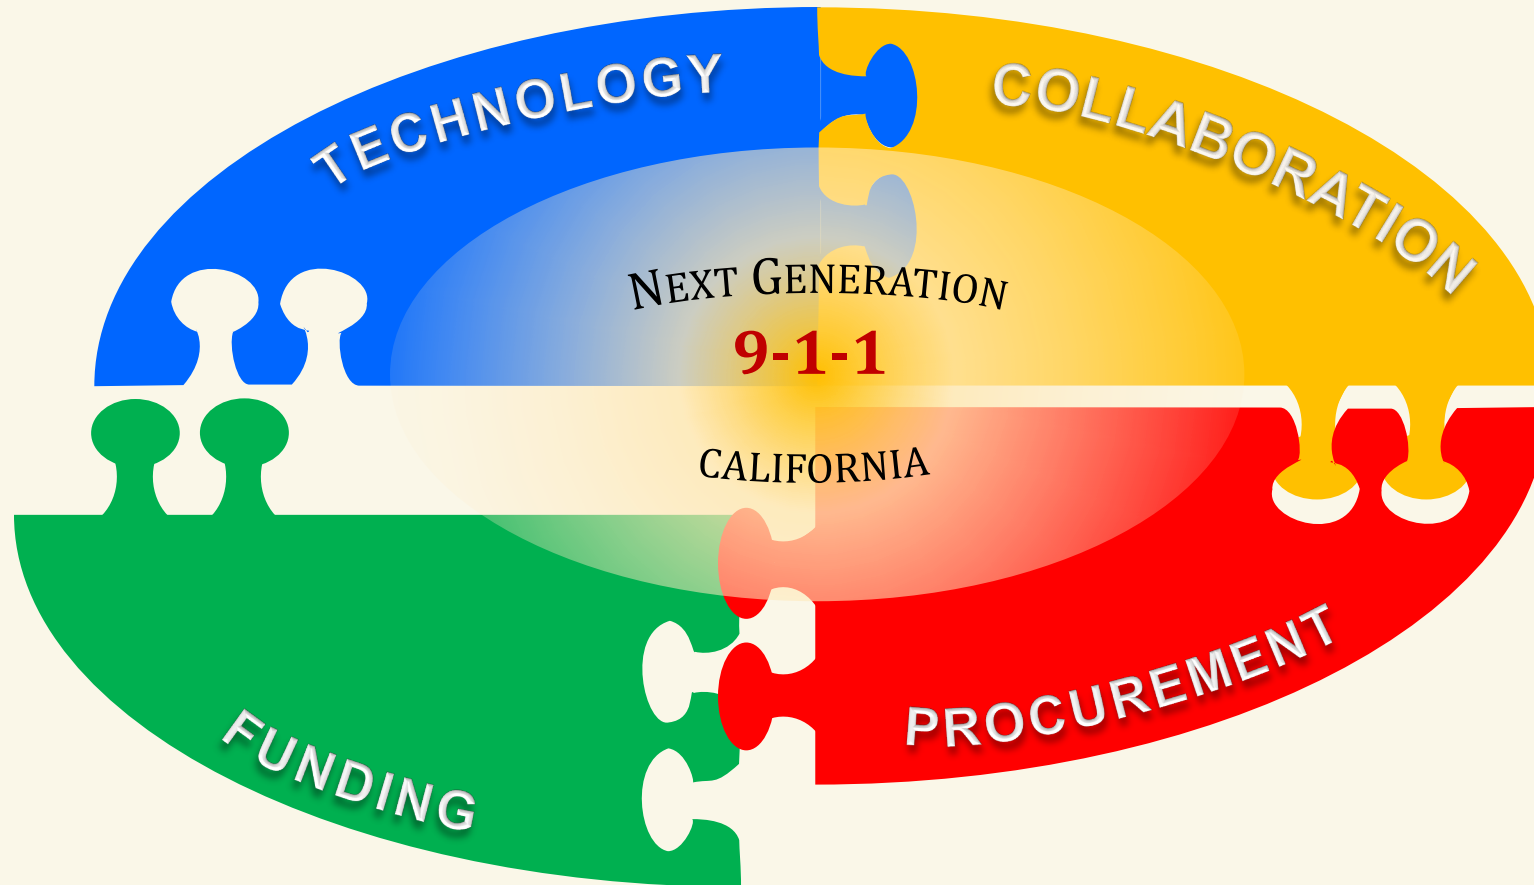 TECHNOLOGY
COLLABORATION
NEXT GENERATION
9-1-1
CALIFORNIA
FUNDING
PROCUREMENT